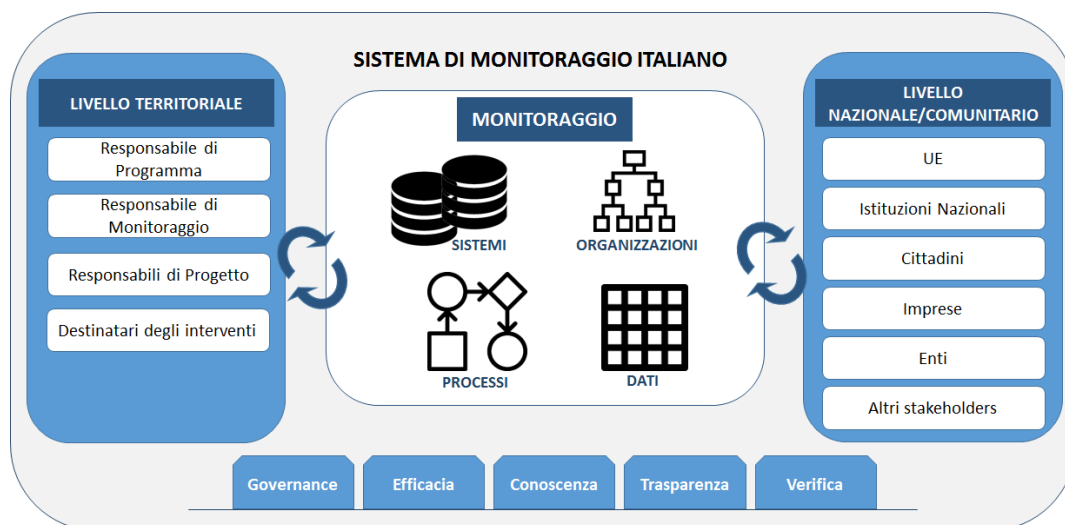 SISTEMA DI MONITORAGGIO ITALIANO
LIVELLO TERRITORIALE
Responsabile di
Programma
Responsabile di
Monitoraggio
Responsabili di Progetto
Destinatari degli interventi
MONITORAGGIO
SISTEMI
ORGANIZZAZIONI
PROCESSI
DATI
LIVELLO
NAZIONALE/COMUNITARIO
UE
Istituzioni Nazionali
Cittadini
Imprese
Enti
Altri stakeholders
Governance
Efficacia
Conoscenza
Trasparenza
Verifica